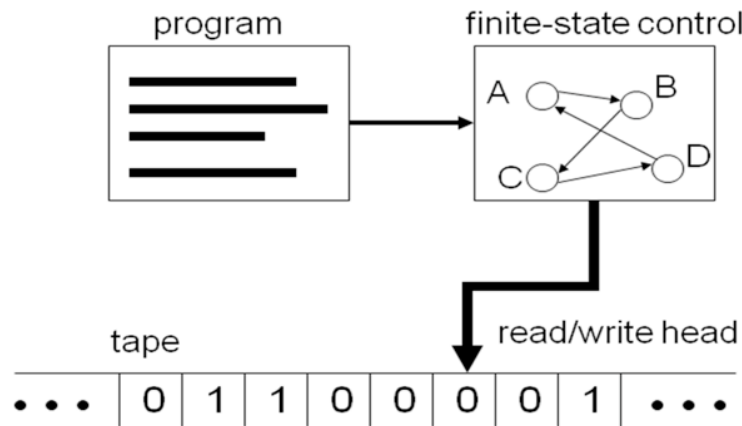 program
finite-state control
A
B
C
D
read/write head
tape
• • • 0 1 1 0 0 0 0 1 • • •